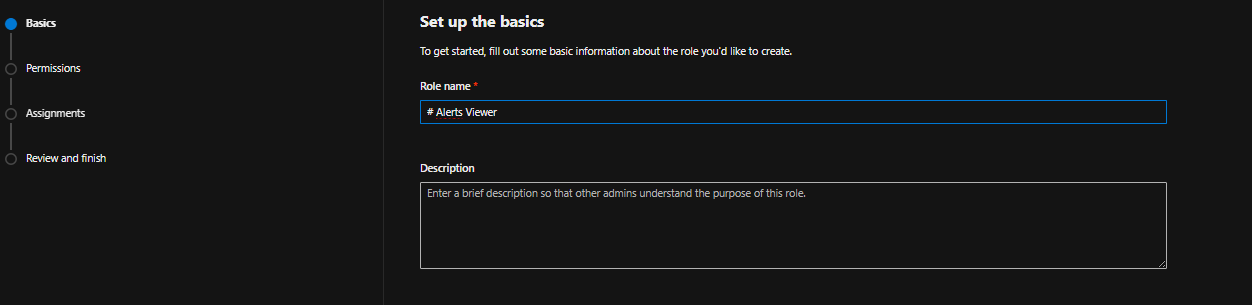 Basics
Permissions
Assignments
Review and finish
Set up the basics
To get started, fill out some basic information about the role you'd like to create.
Role name *
# Alerts Viewer
Description
Enter a brief description so that other admins understand the purpose of this role.